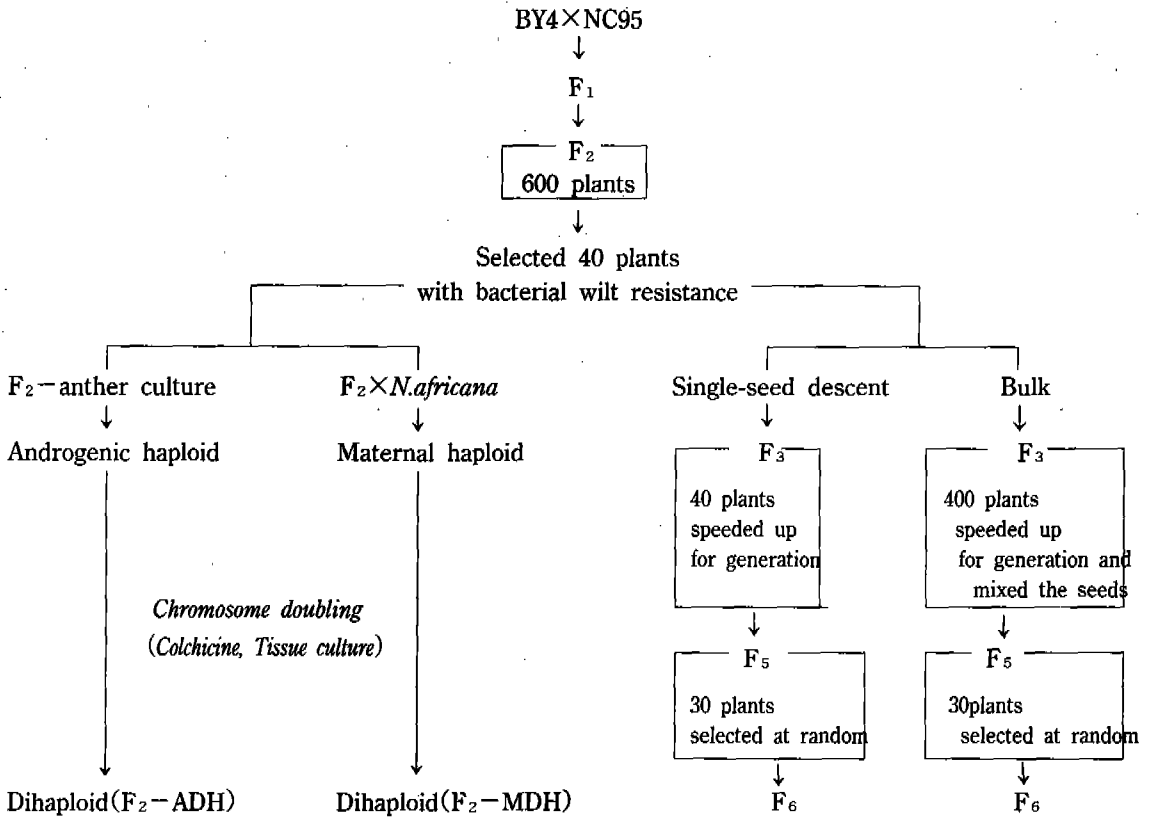 BY4×NC95
↓
F₁
↓
F₂
600 plants
↓
Selected 40 plants
with bacterial wilt resistance
F₂−anther culture
↓
Androgenic haploid
↓
F₂×N.africana
↓
Maternal haploid
↓
Chromosome doubling
(Colchicine, Tissue culture)
Dihaploid(F₂−ADH)
Dihaploid(F₂−MDH)
Single-seed descent
↓
F₃
40 plants
speeded up
for generation
↓
F₅
30 plants
selected at random
↓
F₆
Bulk
↓
F₃
400 plants
speeded up
for generation and
mixed the seeds
↓
F₅
30plants
selected at random
↓
F₆